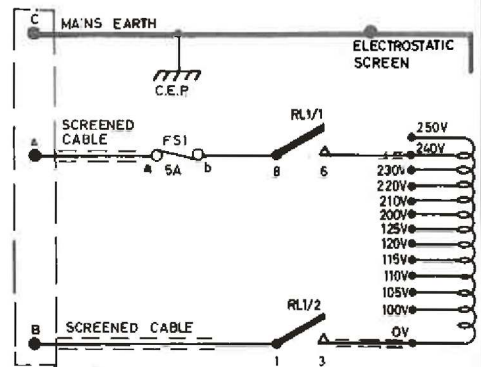 C MAINS EARTH
ELECTROSTATIC
SCREEN
C.E.P.
SCREENED
CABLE
FS1
RL1/1
A
a 5A b
8 6
250V
240V
230V
220V
210V
200V
125V
120V
115V
110V
105V
100V
0V
RL1/2
B SCREENED CABLE
1 3